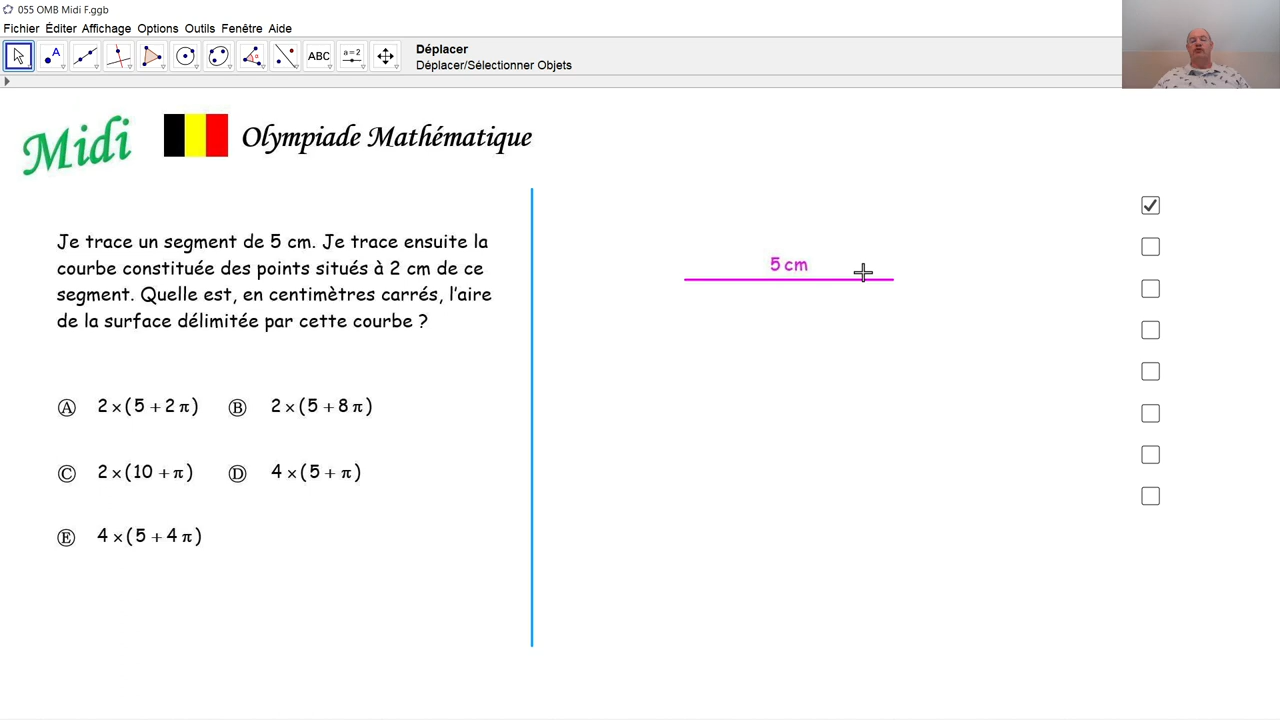 055 OMB Midi F.ggb
Fichier Éditer Affichage Options Outils Fenêtre Aide
A
ABC
a=2
Déplacer
Déplacer/Sélectionner Objets
Midi
Olympiade Mathématique
Je trace un segment de 5 cm. Je trace ensuite la
courbe constituée des points situés à 2 cm de ce
segment. Quelle est, en centimètres carrés, l'aire
de la surface délimitée par cette courbe ?
5 cm
Ⓐ 2 × ( 5 + 2 π ) Ⓑ 2 × ( 5 + 8 π )
Ⓒ 2 × ( 10 + π ) Ⓓ 4 × ( 5 + π )
Ⓔ 4 × ( 5 + 4 π )